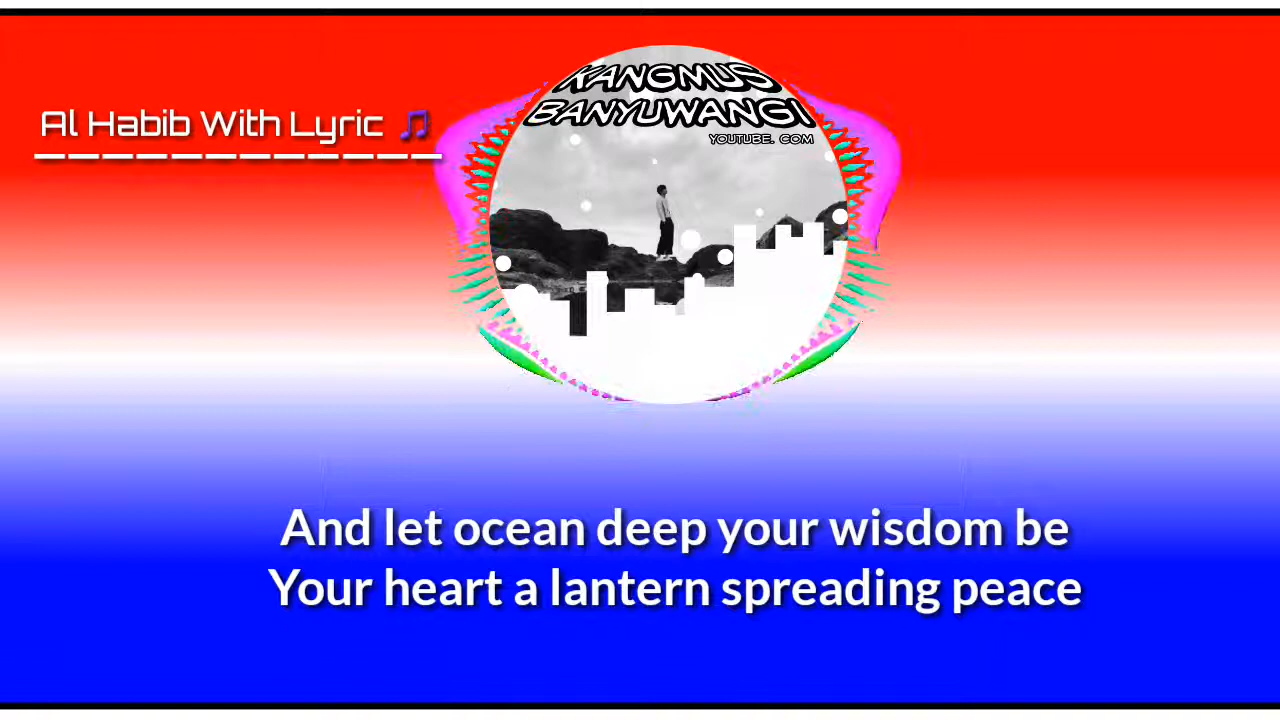 KANGMUS
BANYUWANGI
YOUTUBE. COM
Al Habib With Lyric 🎵
And let ocean deep your wisdom be
Your heart a lantern spreading peace